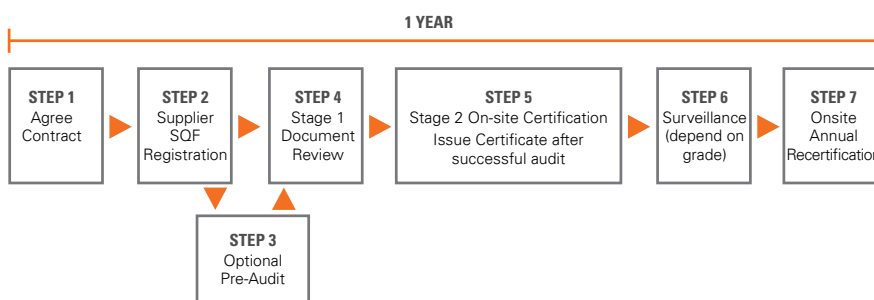 1 YEAR
STEP 1
Agree
Contract
STEP 2
Supplier
SQF
Registration
STEP 3
Optional
Pre-Audit
STEP 4
Stage 1
Document
Review
STEP 5
Stage 2 On-site Certification
Issue Certificate after
successful audit
STEP 6
Surveillance
(depend on
grade)
STEP 7
Onsite
Annual
Recertification